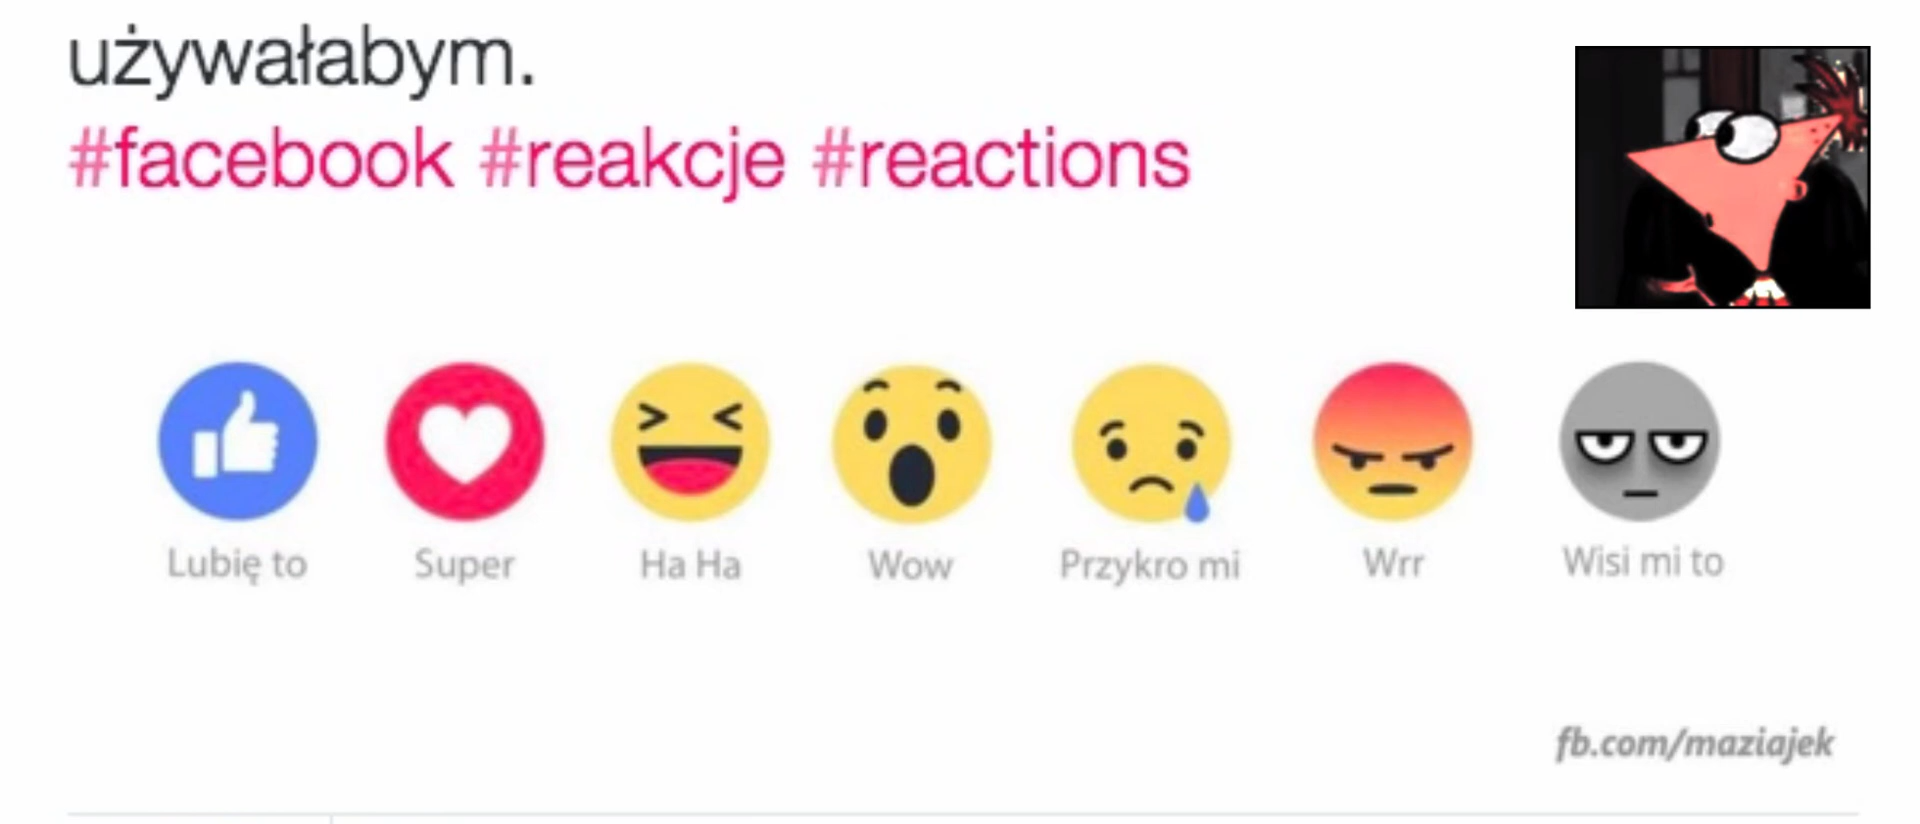 używałabym.
#facebook #reakcje #reactions
Lubię to
Super
Ha Ha
Wow
Przykro mi
Wrr
Wisi mi to
fb.com/maziajek